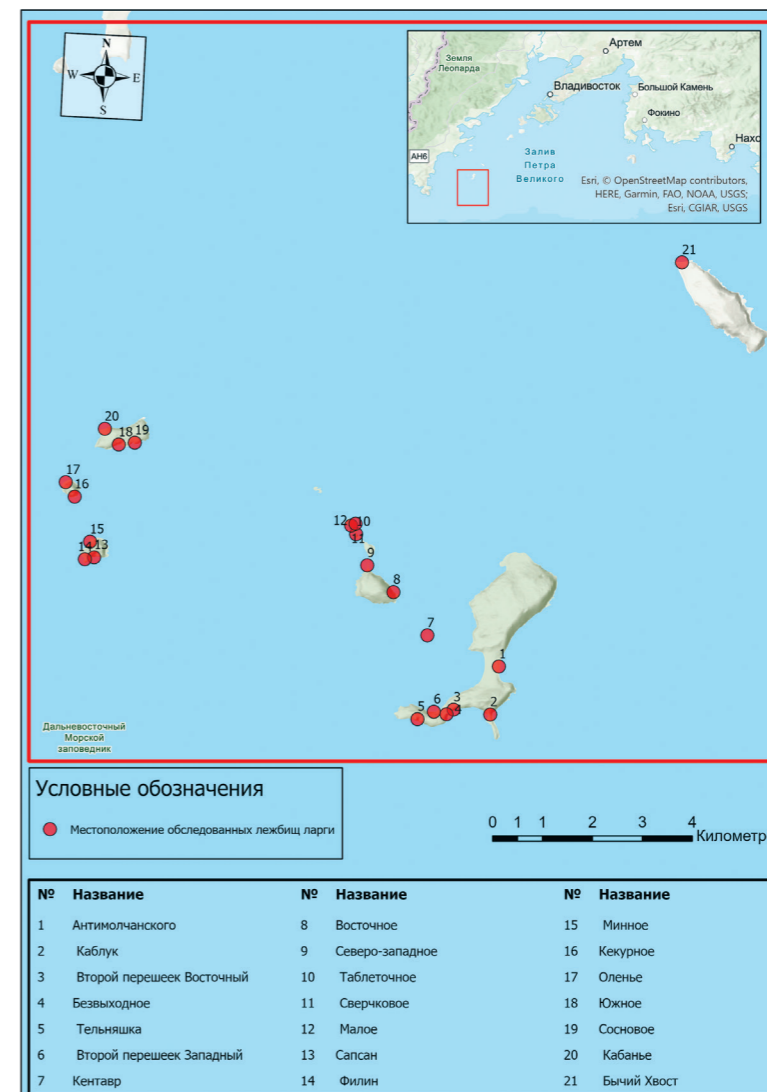 N
W E
S
Артем
Земля
Леопарда
Владивосток
Большой Камень
Фокино
Нахо
АН6
Залив
Петра
Великого
Esri, © OpenStreetMap contributors,
HERE, Garmin, FAO, NOAA, USGS;
Esri, CGIAR, USGS
21
20
18 19
17
16
15
14 13
12 10
11
9
8
7
1
6 3
5 4 2
Дальневосточный
Морской
заповедник
Условные обозначения
Местоположение обследованных лежбищ ларги
0 1 1 2 3 4
Километр
№ Название № Название № Название
1 Антимолчанского 8 Восточное 15 Минное
2 Каблук 9 Северо-западное 16 Кекурное
3 Второй перешеек Восточный 10 Таблеточное 17 Оленье
4 Безвыходное 11 Сверчковое 18 Южное
5 Тельняшка 12 Малое 19 Сосновое
6 Второй перешеек Западный 13 Сапсан 20 Кабанье
7 Кентавр 14 Филин 21 Бычий Хвост